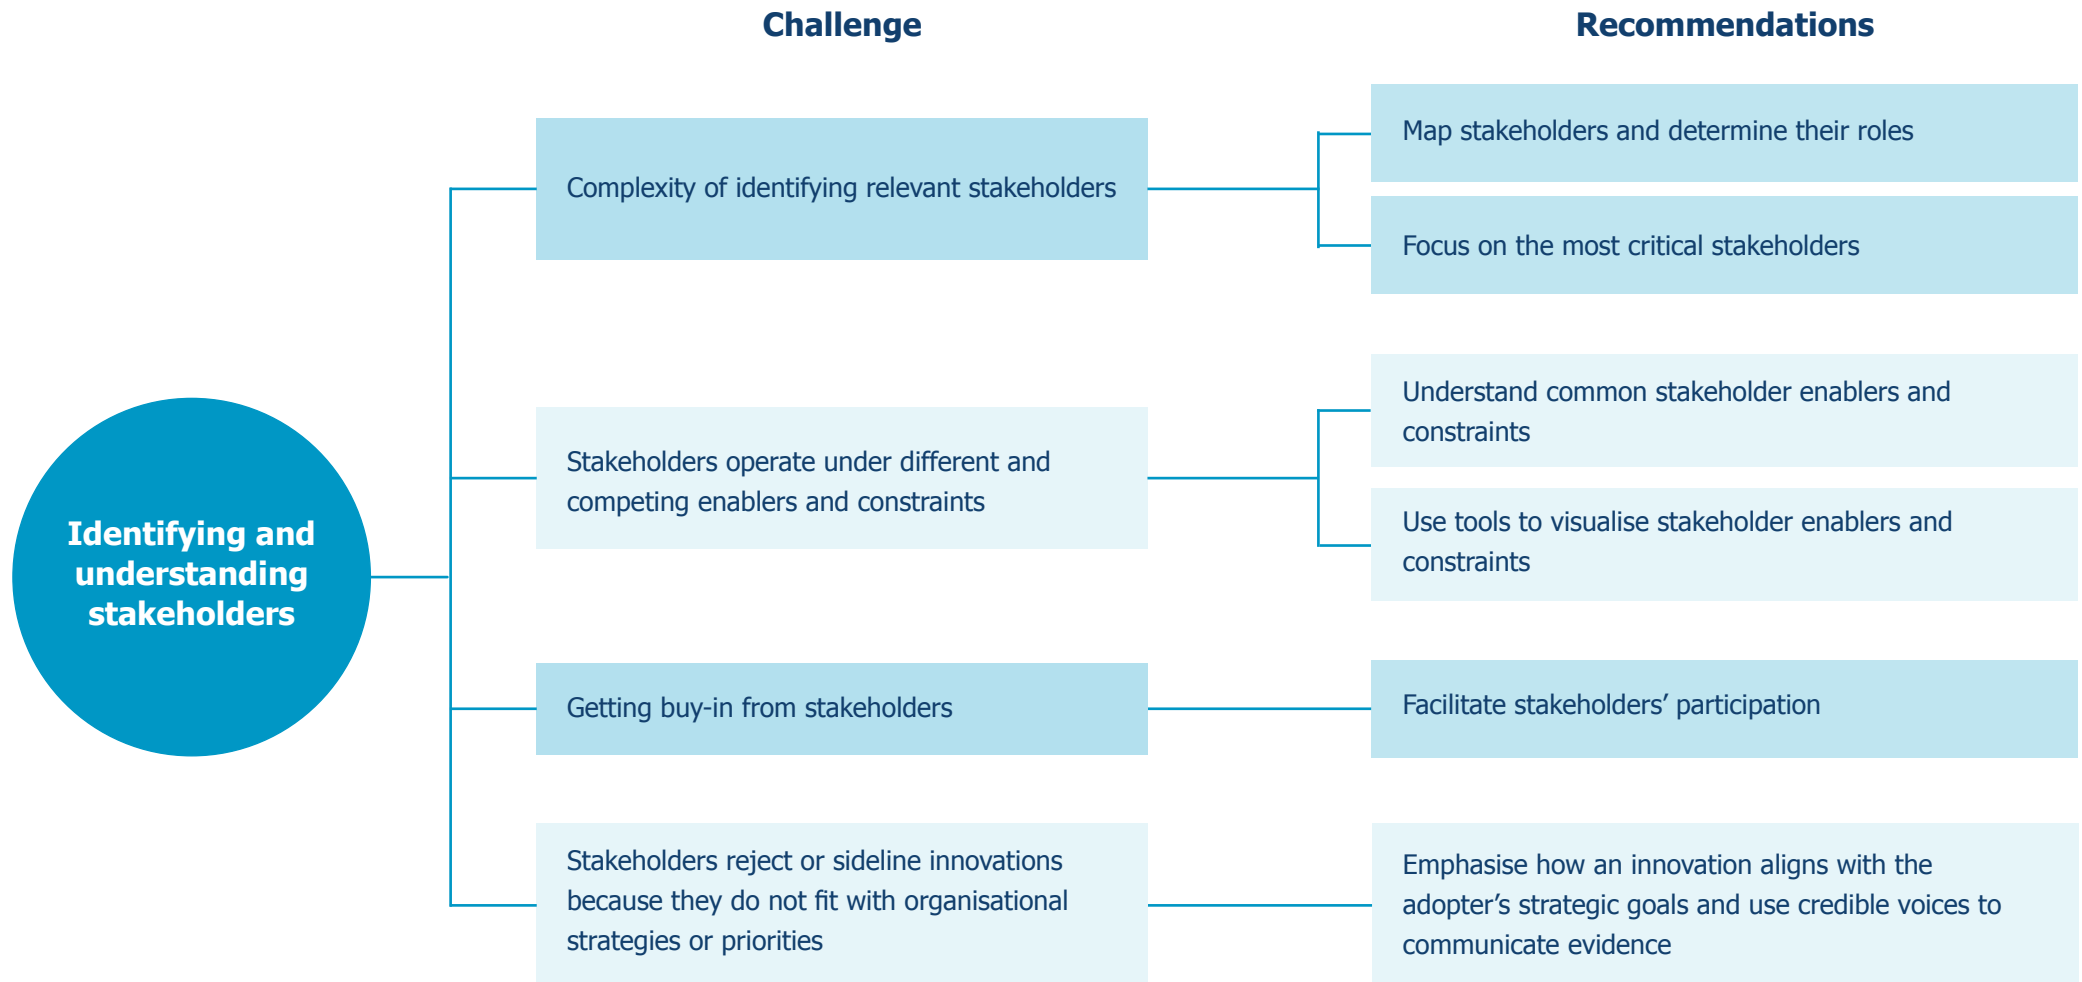 Challenge
Recommendations
Identifying and
understanding
stakeholders
Complexity of identifying relevant stakeholders
Map stakeholders and determine their roles
Focus on the most critical stakeholders
Stakeholders operate under different and
competing enablers and constraints
Understand common stakeholder enablers and
constraints
Use tools to visualise stakeholder enablers and
constraints
Getting buy-in from stakeholders
Facilitate stakeholders’ participation
Stakeholders reject or sideline innovations
because they do not fit with organisational
strategies or priorities
Emphasise how an innovation aligns with the
adopter’s strategic goals and use credible voices to
communicate evidence